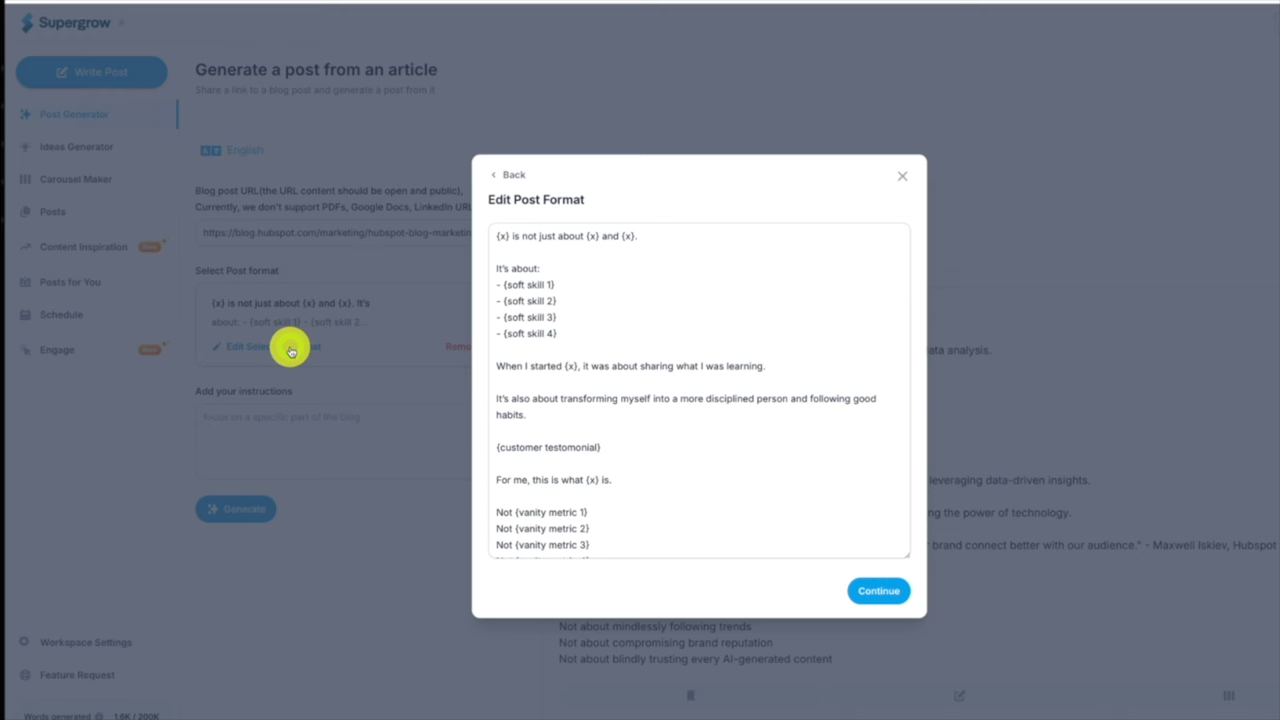 Supergrow
Write Post
Generate a post from an article
Share a link to a blog post and generate a post from it
Post Generator
Ideas Generator
Carousel Maker
Posts
Content Inspiration
Posts for You
Schedule
Engage
English
Blog post URL(the URL content should be open and public),
Currently, we don't support PDFs, Google Docs, LinkedIn URL
https://blog.hubspot.com/marketing/hubspot-blog-marketin
Select Post format
{x} is not just about {x} and {x}. It's
about: - {soft skill 1} - {soft skill 2...
Edit
Add your instructions
Focus on a specific part of the blog
Generate
Workspace Settings
Feature Request
Words generated
1.6K / 200K
Back
Edit Post Format
{x} is not just about {x} and {x}.
It's about:
- {soft skill 1}
- {soft skill 2}
- {soft skill 3}
- {soft skill 4}
When I started {x}, it was about sharing what I was learning.
It's also about transforming myself into a more disciplined person and following good
habits.
{customer testomonial}
For me, this is what {x} is.
Not {vanity metric 1}
Not {vanity metric 2}
Not {vanity metric 3}
Continue
data analysis.
leveraging data-driven insights.
ng the power of technology.
brand connect better with our audience." - Maxwell Iskiev, Hubspot
Not about mindlessly following trends
Not about compromising brand reputation
Not about blindly trusting every AI-generated content